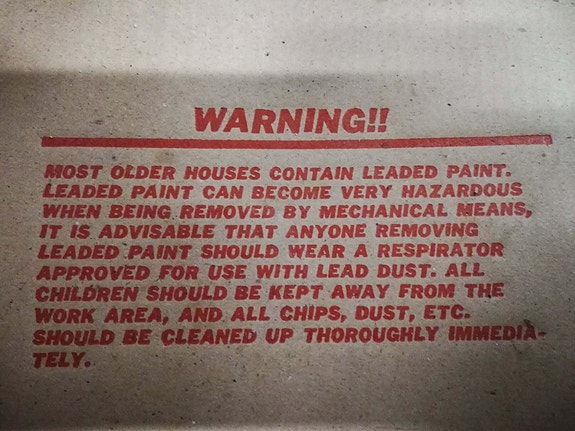 WARNING!!
MOST OLDER HOUSES CONTAIN LEADED PAINT.
LEADED PAINT CAN BECOME VERY HAZARDOUS
WHEN BEING REMOVED BY MECHANICAL MEANS,
IT IS ADVISABLE THAT ANYONE REMOVING
LEADED PAINT SHOULD WEAR A RESPIRATOR
APPROVED FOR USE WITH LEAD DUST. ALL
CHILDREN SHOULD BE KEPT AWAY FROM THE
WORK AREA, AND ALL CHIPS, DUST, ETC.
SHOULD BE CLEANED UP THOROUGHLY IMMEDIA-
TELY.